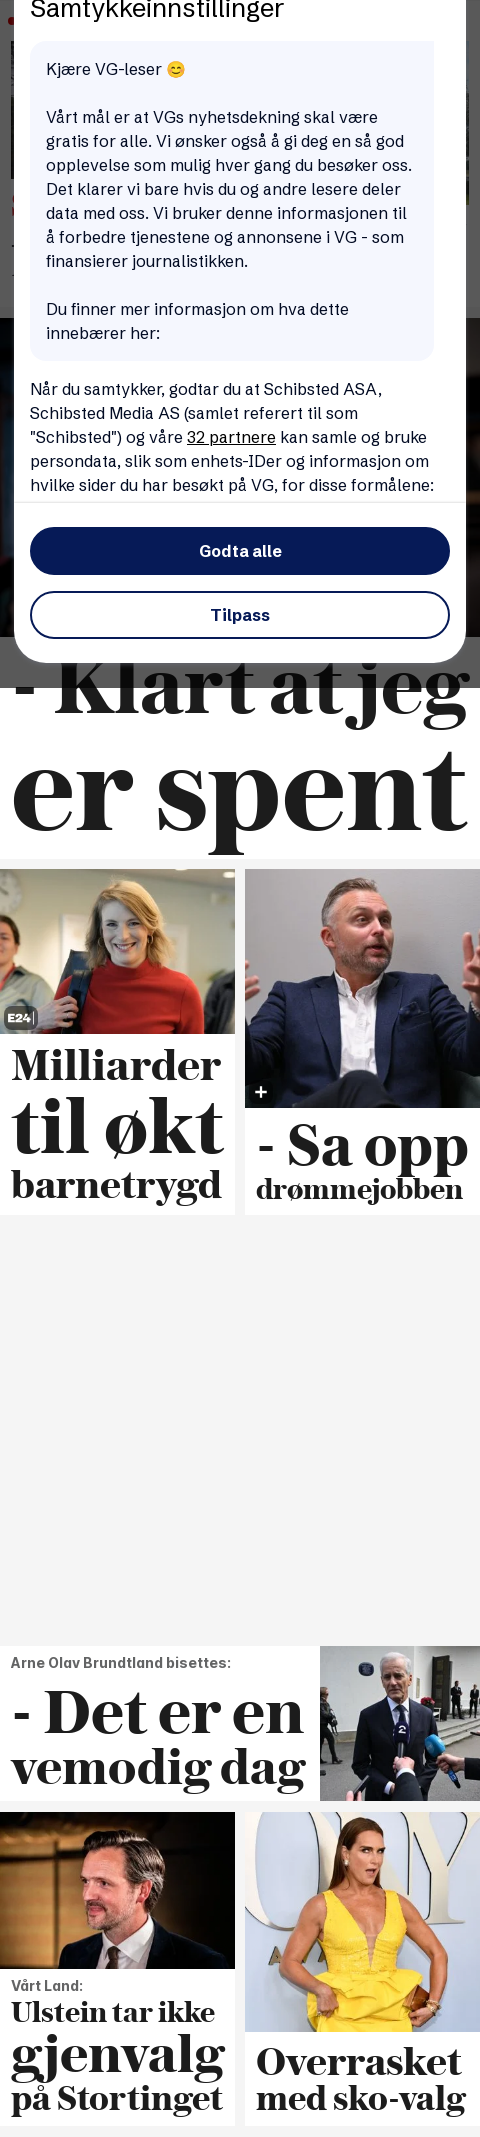 Samtykkeinnstillinger
Kjære VG-leser 😊
Vårt mål er at VGs nyhetsdekning skal være
gratis for alle. Vi ønsker også å gi deg en så god
opplevelse som mulig hver gang du besøker oss.
Det klarer vi bare hvis du og andre lesere deler
data med oss. Vi bruker denne informasjonen til
å forbedre tjenestene og annonsene i VG - som
finansierer journalistikken.
Du finner mer informasjon om hva dette
innebærer her:
Når du samtykker, godtar du at Schibsted ASA,
Schibsted Media AS (samlet referert til som
"Schibsted") og våre 32 partnere kan samle og bruke
persondata, slik som enhets-IDer og informasjon om
hvilke sider du har besøkt på VG, for disse formålene:
Godta alle
Tilpass
- Klart at jeg
er spent
E24
Milliarder
til økt
barnetrygd
+
- Sa opp
drømmejobben
Arne Olav Brundtland bisettes:
- Det er en
vemodig dag
2
Vårt Land:
Ulstein tar ikke
gjenvalg
på Stortinget
Overrasket
med sko-valg